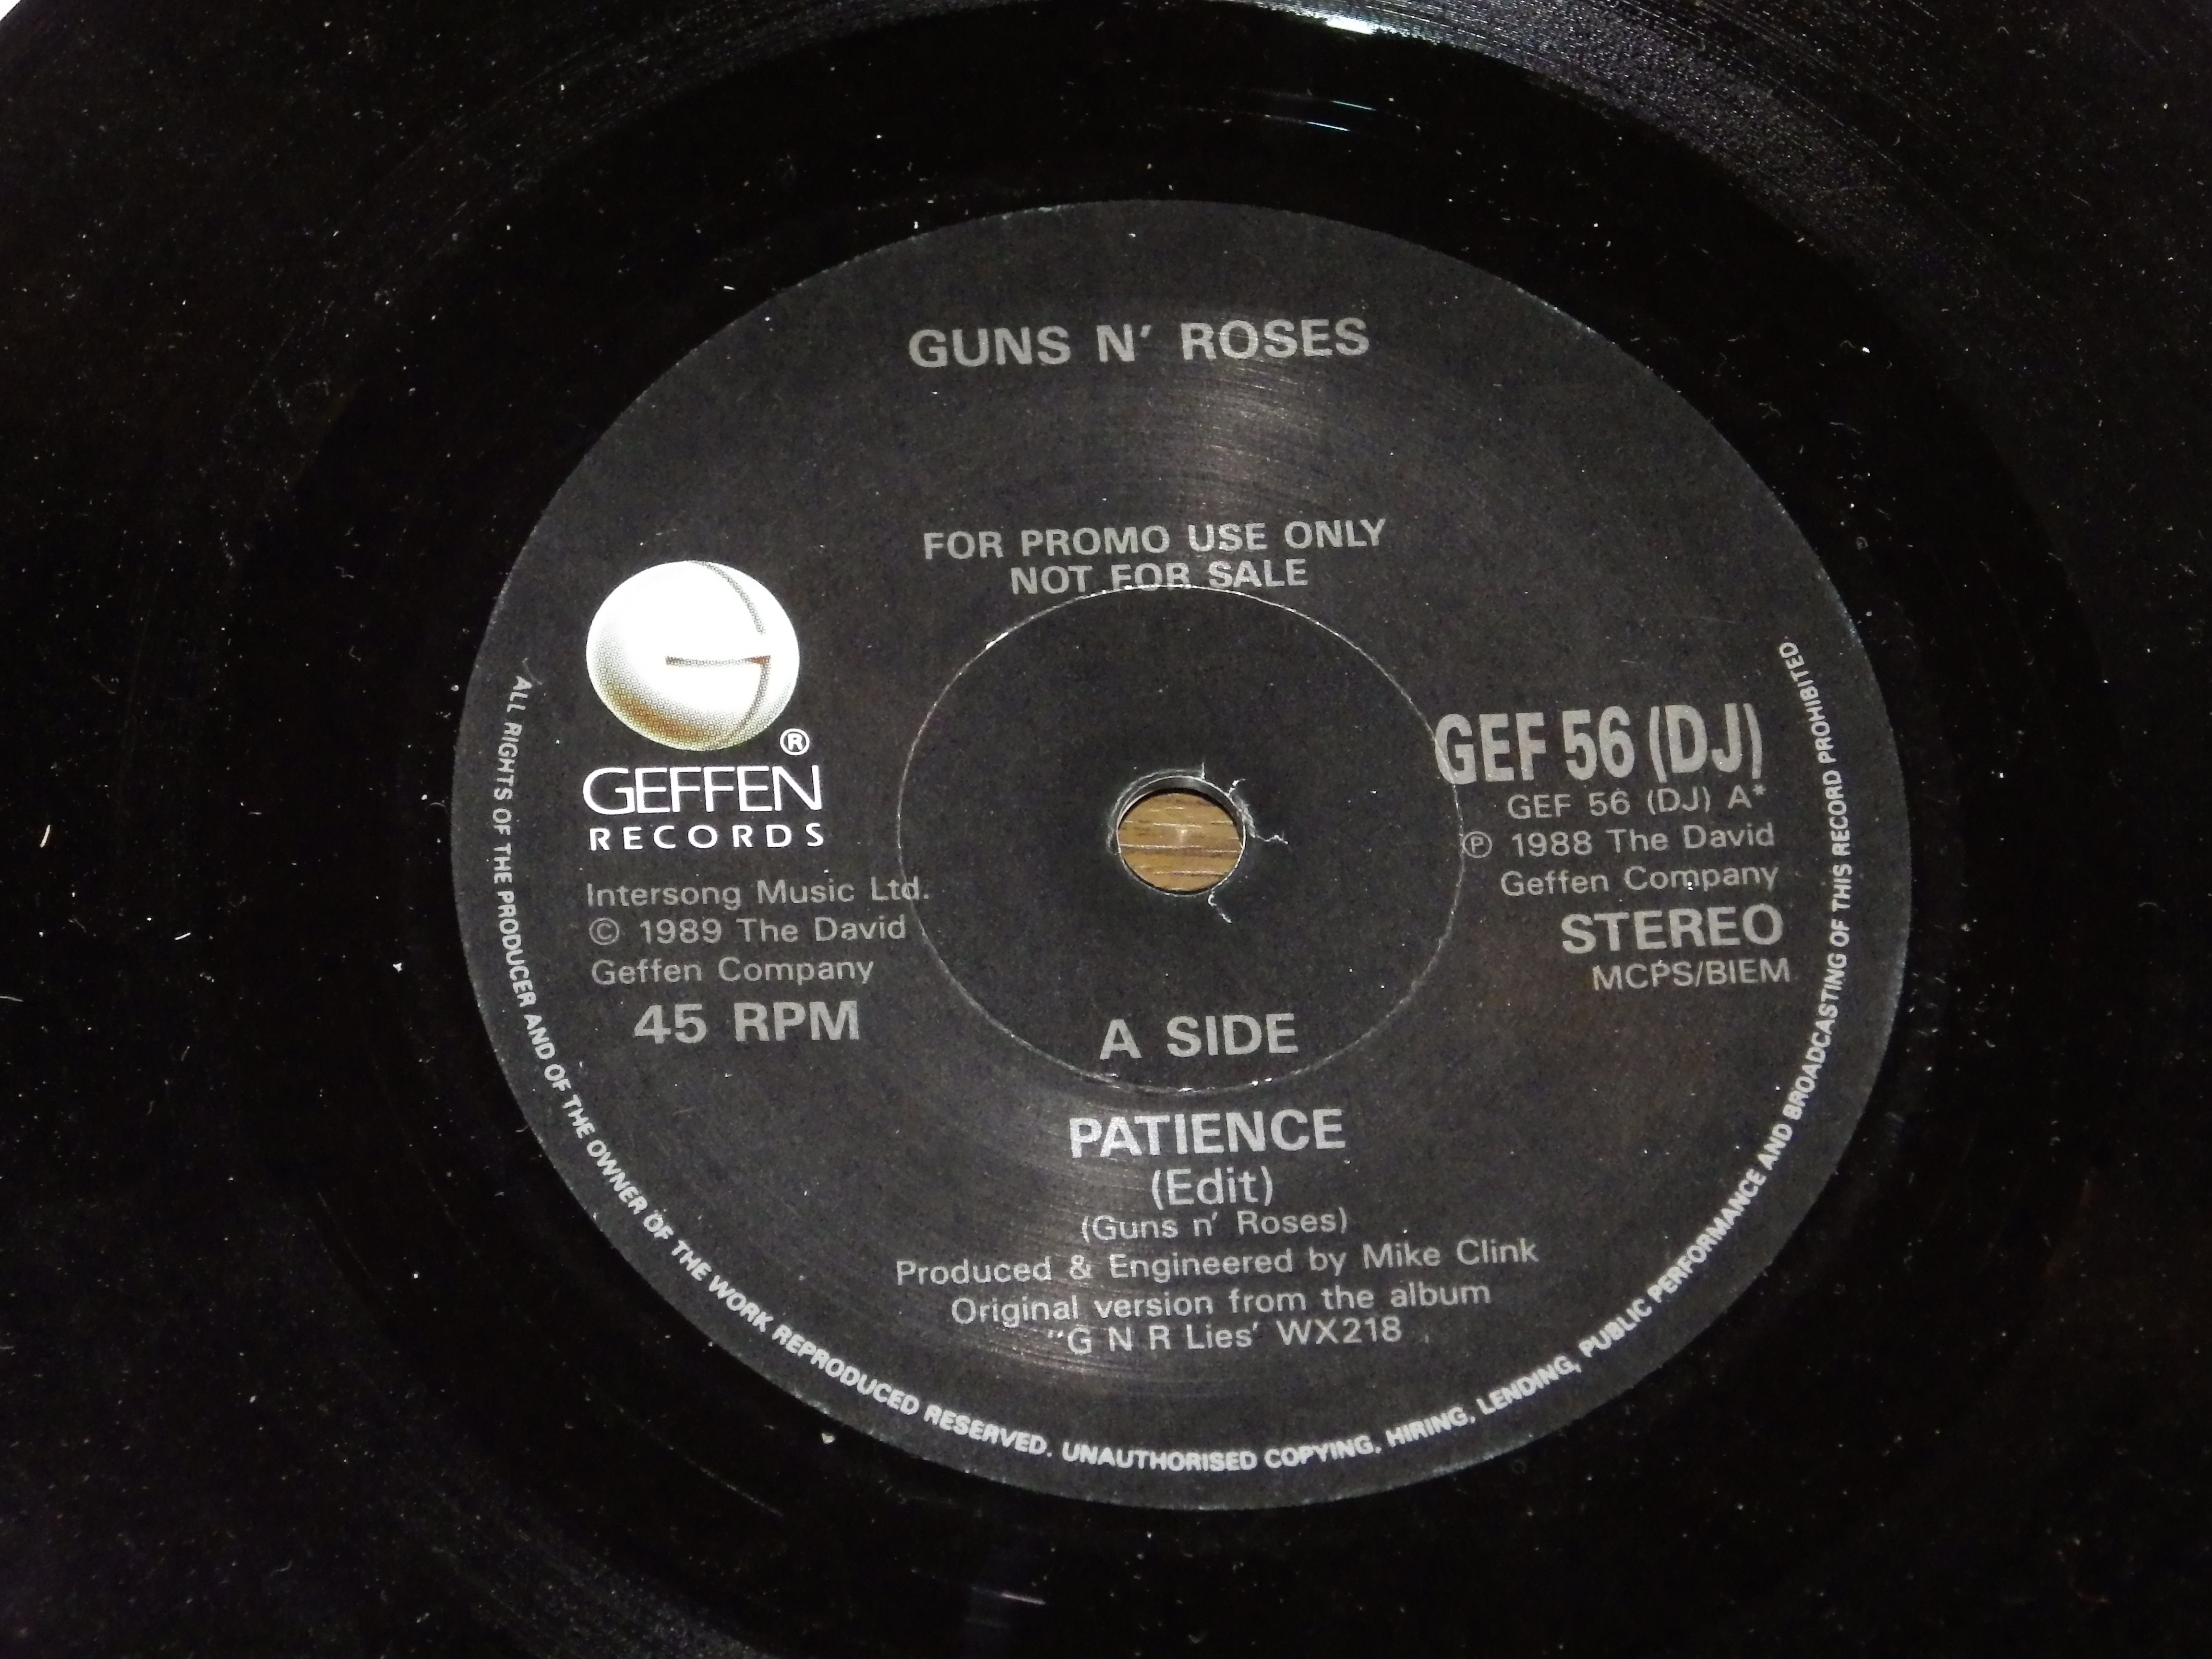 GUNS N' ROSES
FOR PROMO USE ONLY
NOT FOR SALE
G
®
GEFFEN
RECORDS
Intersong Music Ltd.
© 1989 The David
Geffen Company
45 RPM
GEF 56 (DJ)
GEF 56 (DJ) A*
℗ 1988 The David
Geffen Company
STEREO
MCPS/BIEM
A SIDE
PATIENCE
(Edit)
(Guns n' Roses)
Produced & Engineered by Mike Clink
Original version from the album
"G N R Lies' WX218
ALL RIGHTS OF THE PRODUCER AND OF THE OWNER OF THE WORK REPRODUCED RESERVED. UNAUTHORISED COPYING, HIRING, LENDING, PUBLIC PERFORMANCE AND BROADCASTING OF THIS RECORD PROHIBITED